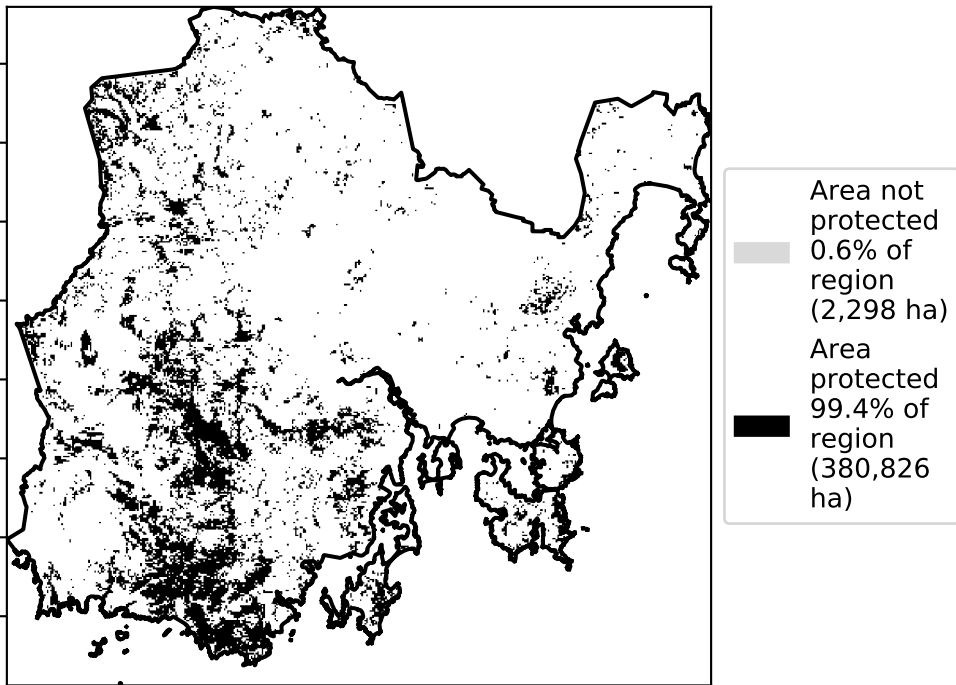 Area not
protected
0.6% of
region
(2,298 ha)
Area
protected
99.4% of
region
(380,826
ha)